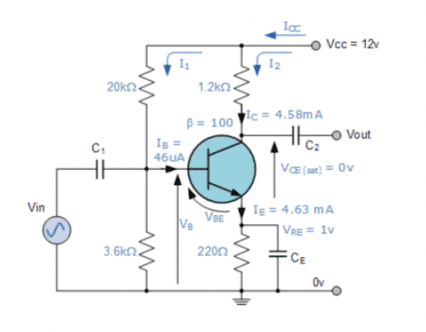 Icc
Vcc = 12v
I1
I2
20kΩ
1.2kΩ
Ic = 4.58mA
β = 100
Vout
C1
IB =
46uA
C2
VCE(sat) = 0v
Vin
VB
VBE
IE = 4.63 mA
VRE = 1v
3.6kΩ
220Ω
CE
0v